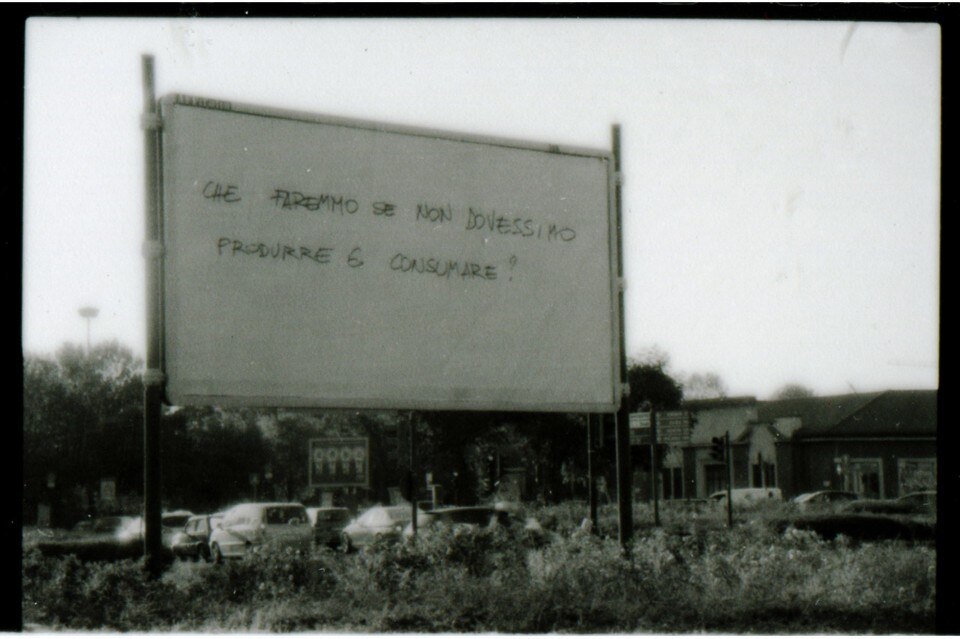 CHE FAREMMO SE NON DOVESSIMO
PRODURRE E CONSUMARE?